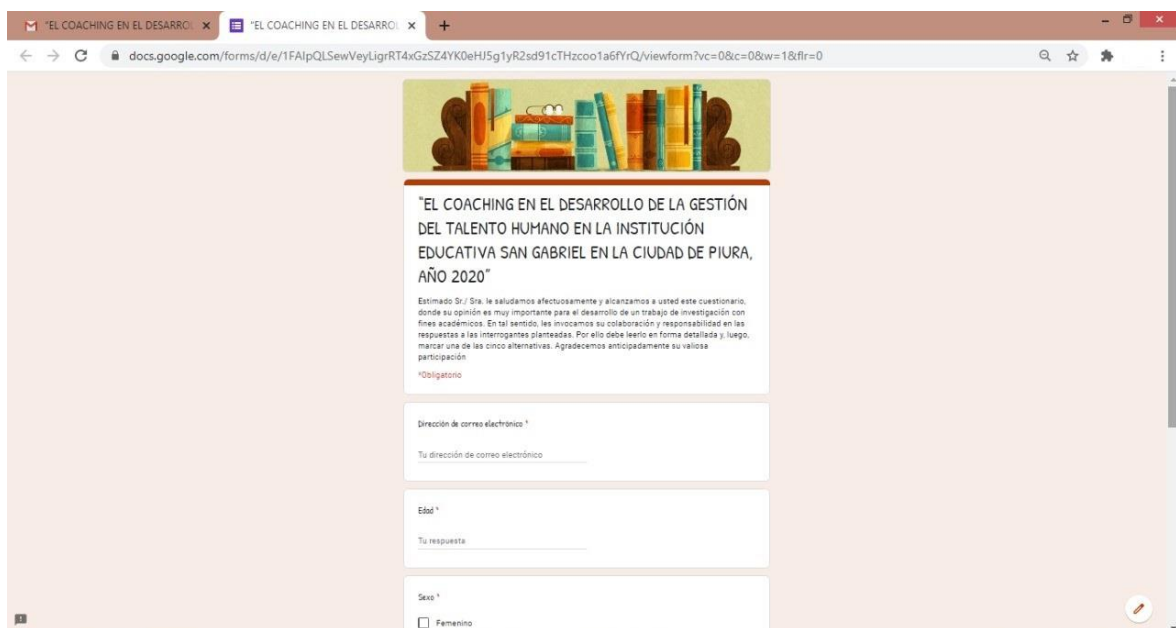 "EL COACHING EN EL DESARROL
"EL COACHING EN EL DESARROL
docs.google.com/forms/d/e/1FAIpQLSewVeyLigrRT4xGzSZ4YK0eHJ5g1yR2sd91cTHzcoo1a6fYrQ/viewform?vc=0&c=0&w=1&flr=0
"EL COACHING EN EL DESARROLLO DE LA GESTIÓN
DEL TALENTO HUMANO EN LA INSTITUCIÓN
EDUCATIVA SAN GABRIEL EN LA CIUDAD DE PIURA,
AÑO 2020"
Estimado Sr./ Sra. le saludamos afectuosamente y alcanzamos a usted este cuestionario,
donde su opinión es muy importante para el desarrollo de un trabajo de investigación con
fines académicos. En tal sentido, les invocamos su colaboración y responsabilidad en las
respuestas a las interrogantes planteadas. Por ello debe leerlo en forma detallada y, luego,
marcar una de las cinco alternativas. Agradecemos anticipadamente su valiosa
participación
*Obligatorio
Dirección de correo electrónico *
Tu dirección de correo electrónico
Edad *
Tu respuesta
Sexo *
Femenino